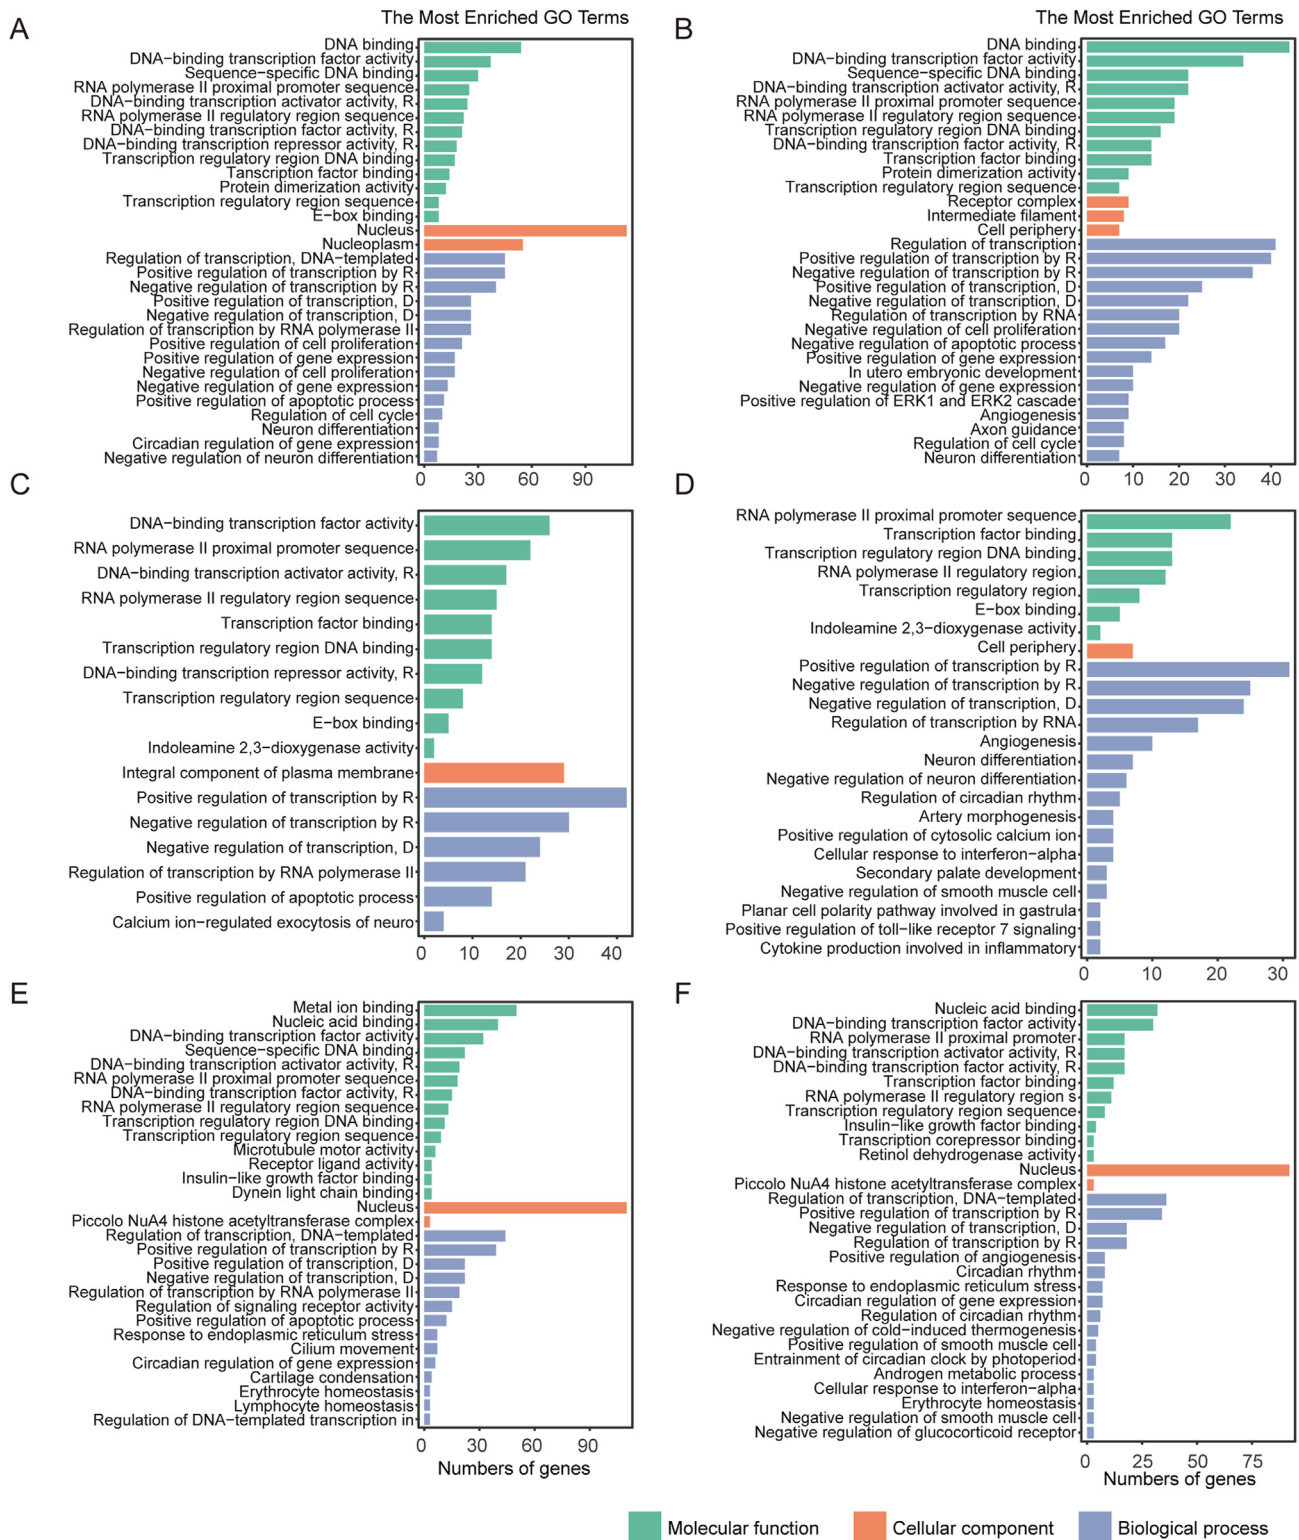 A
The Most Enriched GO Terms
DNA binding
DNA−binding transcription factor activity
Sequence−specific DNA binding
RNA polymerase II proximal promoter sequence
DNA−binding transcription activator activity, R
RNA polymerase II regulatory region sequence
DNA−binding transcription factor activity, R
DNA−binding transcription repressor activity, R
Transcription regulatory region DNA binding
Tanscription factor binding
Protein dimerization activity
Transcription regulatory region sequence
E−box binding
Nucleus
Nucleoplasm
Regulation of transcription, DNA−templated
Positive regulation of transcription by R
Negative regulation of transcription by R
Positive regulation of transcription, D
Negative regulation of transcription, D
Regulation of transcription by RNA polymerase II
Positive regulation of cell proliferation
Positive regulation of gene expression
Negative regulation of cell proliferation
Negative regulation of gene expression
Positive regulation of apoptotic process
Regulation of cell cycle
Neuron differentiation
Circadian regulation of gene expression
Negative regulation of neuron differentiation
0 30 60 90
B
The Most Enriched GO Terms
DNA binding
DNA−binding transcription factor activity
Sequence−specific DNA binding
DNA−binding transcription activator activity, R
RNA polymerase II proximal promoter sequence
RNA polymerase II regulatory region sequence
Transcription regulatory region DNA binding
DNA−binding transcription factor activity, R
Transcription factor binding
Protein dimerization activity
Transcription regulatory region sequence
Receptor complex
Intermediate filament
Cell periphery
Regulation of transcription
Positive regulation of transcription by R
Negative regulation of transcription by R
Positive regulation of transcription, D
Negative regulation of transcription, D
Regulation of transcription by RNA
Negative regulation of cell proliferation
Negative regulation of apoptotic process
Positive regulation of gene expression
In utero embryonic development
Negative regulation of gene expression
Positive regulation of ERK1 and ERK2 cascade
Angiogenesis
Axon guidance
Regulation of cell cycle
Neuron differentiation
0 10 20 30 40
C
DNA−binding transcription factor activity
RNA polymerase II proximal promoter sequence
DNA−binding transcription activator activity, R
RNA polymerase II regulatory region sequence
Transcription factor binding
Transcription regulatory region DNA binding
DNA−binding transcription repressor activity, R
Transcription regulatory region sequence
E−box binding
Indoleamine 2,3−dioxygenase activity
Integral component of plasma membrane
Positive regulation of transcription by R
Negative regulation of transcription by R
Negative regulation of transcription, D
Regulation of transcription by RNA polymerase II
Positive regulation of apoptotic process
Calcium ion−regulated exocytosis of neuro
0 10 20 30 40
D
RNA polymerase II proximal promoter sequence
Transcription factor binding
Transcription regulatory region DNA binding
RNA polymerase II regulatory region
Transcription regulatory region
E−box binding
Indoleamine 2,3−dioxygenase activity
Cell periphery
Positive regulation of transcription by R
Negative regulation of transcription by R
Negative regulation of transcription, D
Regulation of transcription by RNA
Angiogenesis
Neuron differentiation
Negative regulation of neuron differentiation
Regulation of circadian rhythm
Artery morphogenesis
Positive regulation of cytosolic calcium ion
Cellular response to interferon−alpha
Secondary palate development
Negative regulation of smooth muscle cell
Planar cell polarity pathway involved in gastrula
Positive regulation of toll−like receptor 7 signaling
Cytokine production involved in inflammatory
0 10 20 30
E
Metal ion binding
Nucleic acid binding
DNA−binding transcription factor activity
Sequence−specific DNA binding
DNA−binding transcription activator activity, R
RNA polymerase II proximal promoter sequence
DNA−binding transcription factor activity, R
RNA polymerase II regulatory region sequence
Transcription regulatory region DNA binding
Transcription regulatory region sequence
Microtubule motor activity
Receptor ligand activity
Insulin−like growth factor binding
Dynein light chain binding
Nucleus
Piccolo NuA4 histone acetyltransferase complex
Regulation of transcription, DNA−templated
Positive regulation of transcription by R
Positive regulation of transcription, D
Negative regulation of transcription, D
Regulation of transcription by RNA polymerase II
Regulation of signaling receptor activity
Positive regulation of apoptotic process
Response to endoplasmic reticulum stress
Cilium movement
Circadian regulation of gene expression
Cartilage condensation
Erythrocyte homeostasis
Lymphocyte homeostasis
Regulation of DNA−templated transcription in
0 30 60 90
Numbers of genes
F
Nucleic acid binding
DNA−binding transcription factor activity
RNA polymerase II proximal promoter
DNA−binding transcription activator activity, R
DNA−binding transcription factor activity, R
Transcription factor binding
RNA polymerase II regulatory region s
Transcription regulatory region sequence
Insulin−like growth factor binding
Transcription corepressor binding
Retinol dehydrogenase activity
Nucleus
Piccolo NuA4 histone acetyltransferase complex
Regulation of transcription, DNA−templated
Positive regulation of transcription by R
Negative regulation of transcription, D
Regulation of transcription by R
Positive regulation of angiogenesis
Circadian rhythm
Response to endoplasmic reticulum stress
Circadian regulation of gene expression
Regulation of circadian rhythm
Negative regulation of cold−induced thermogenesis
Positive regulation of smooth muscle cell
Entrainment of circadian clock by photoperiod
Androgen metabolic process
Cellular response to interferon−alpha
Erythrocyte homeostasis
Negative regulation of smooth muscle cell
Negative regulation of glucocorticoid receptor
0 25 50 75
Numbers of genes
Molecular function
Cellular component
Biological process